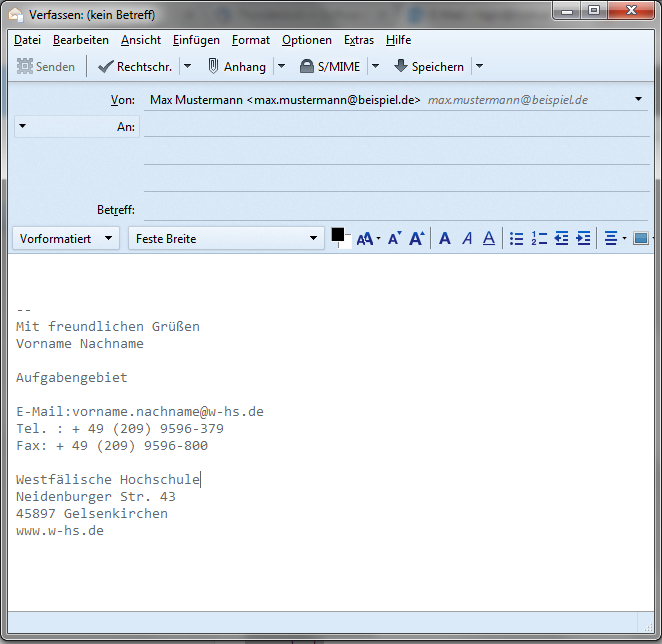 Verfassen: (kein Betreff)
Datei Bearbeiten Ansicht Einfügen Format Optionen Extras Hilfe
Senden Rechtschr. Anhang S/MIME Speichern
Von: Max Mustermann <max.mustermann@beispiel.de> max.mustermann@beispiel.de
An:
Betreff:
Vorformatiert Feste Breite
--
Mit freundlichen Grüßen
Vorname Nachname
Aufgabengebiet
E-Mail:vorname.nachname@w-hs.de
Tel. : + 49 (209) 9596-379
Fax: + 49 (209) 9596-800
Westfälische Hochschule
Neidenburger Str. 43
45897 Gelsenkirchen
www.w-hs.de